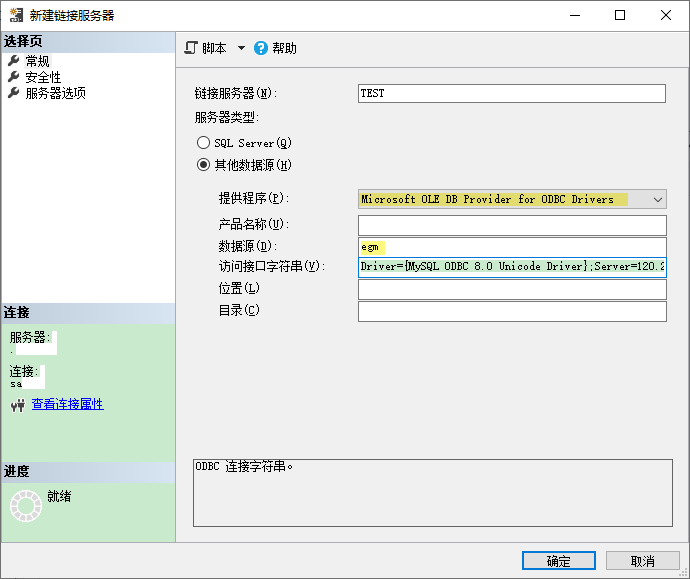 新建链接服务器
选择页
常规
安全性
服务器选项
脚本 帮助
链接服务器(N): TEST
服务器类型:
SQL Server(Q)
其他数据源(H)
提供程序(P): Microsoft OLE DB Provider for ODBC Drivers
产品名称(U):
数据源(D): egm
访问接口字符串(V): Driver={MySQL ODBC 8.0 Unicode Driver};Server=120.
位置(L)
目录(C)
连接
服务器:
.
连接:
sa
查看连接属性
进度
就绪
ODBC 连接字符串。
确定 取消